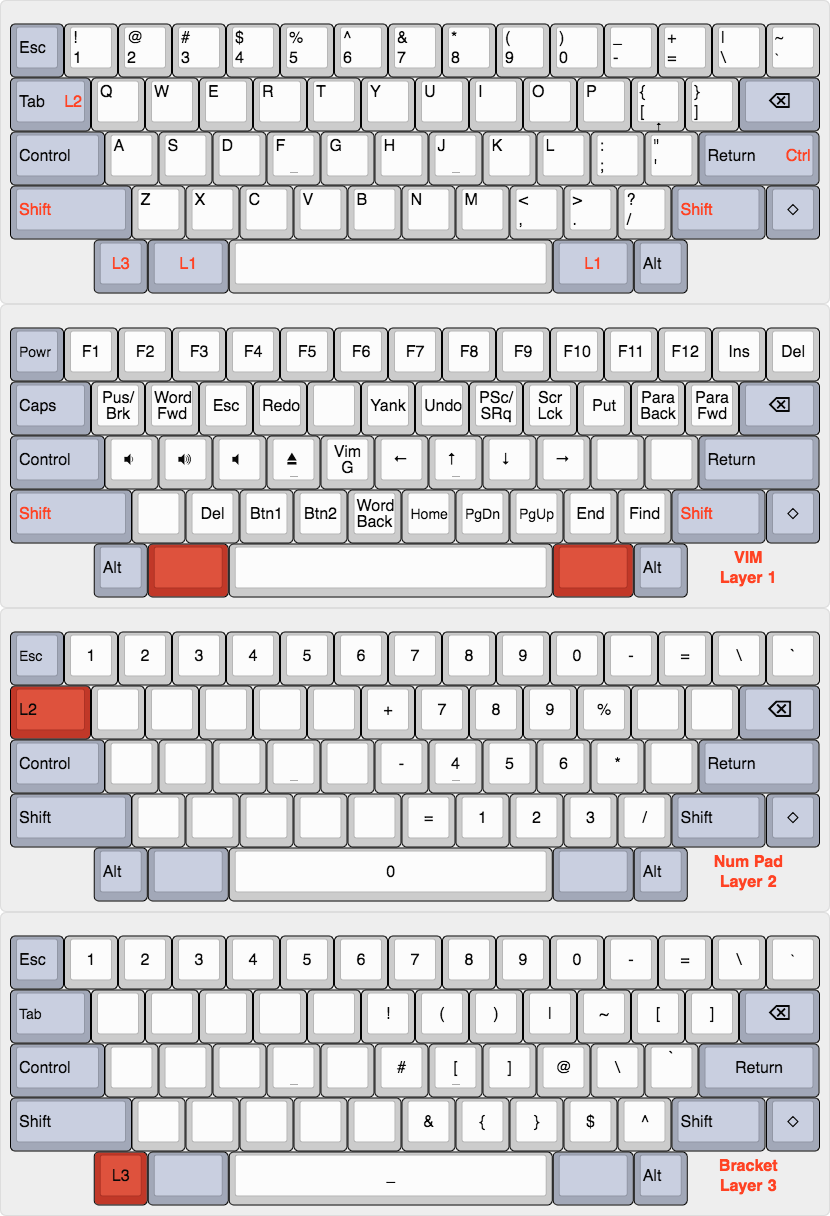 Esc ! @ # $ % ^ & * ( ) _ + | ~
1 2 3 4 5 6 7 8 9 0 - = \ `
Tab L2 Q W E R T Y U I O P { }
[ ]
↑
Control A S D F G H J K L : " Return Ctrl
_ _ ; '
Shift Z X C V B N M < > ? Shift ◇
, . /
L3 L1 L1 Alt
Powr F1 F2 F3 F4 F5 F6 F7 F8 F9 F10 F11 F12 Ins Del
Caps Pus/ Word Esc Redo Yank Undo PSc/ Scr Put Para Para
Brk Fwd SRq Lck Back Fwd
Control Vim ← ↑ ↓ → Return
_ G _
Shift Del Btn1 Btn2 Word Home PgDn PgUp End Find Shift ◇
Back
Alt Alt VIM
Layer 1
Esc 1 2 3 4 5 6 7 8 9 0 - = \ `
L2 + 7 8 9 %
Control - 4 5 6 * Return
_ _
Shift = 1 2 3 / Shift ◇
Alt 0 Alt Num Pad
Layer 2
Esc 1 2 3 4 5 6 7 8 9 0 - = \ `
Tab ! ( ) | ~ [ ]
Control # [ ] @ \ ` Return
_ _
Shift & { } $ ^ Shift ◇
L3 _ Alt Bracket
Layer 3